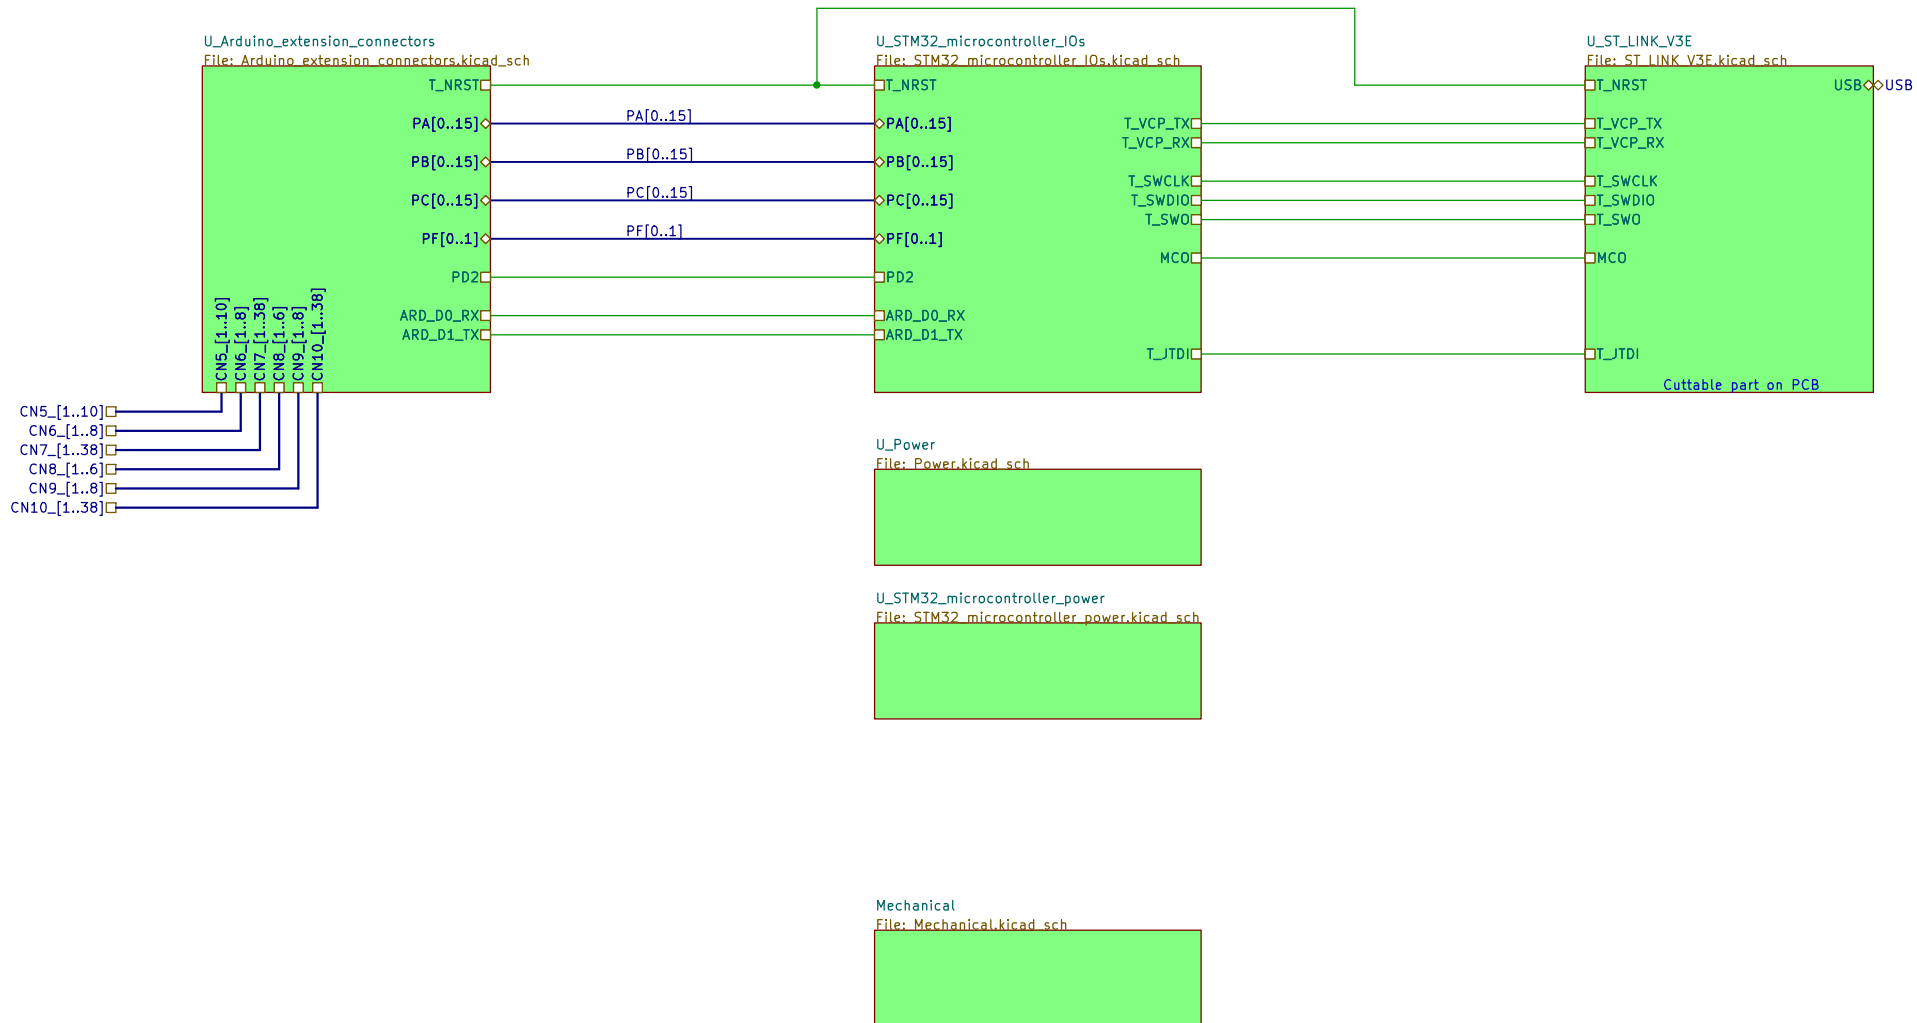 U_Arduino_extension_connectors
File: Arduino_extension_connectors.kicad_sch
T_NRST
PA[0..15]
PB[0..15]
PC[0..15]
PF[0..1]
PD2
ARD_D0_RX
ARD_D1_TX
CN5_[1..10]
CN6_[1..8]
CN7_[1..38]
CN8_[1..6]
CN9_[1..8]
CN10_[1..38]
CN5_[1..10]
CN6_[1..8]
CN7_[1..38]
CN8_[1..6]
CN9_[1..8]
CN10_[1..38]
PA[0..15]
PB[0..15]
PC[0..15]
PF[0..1]
U_STM32_microcontroller_IOs
File: STM32_microcontroller_IOs.kicad_sch
T_NRST
PA[0..15]
PB[0..15]
PC[0..15]
PF[0..1]
PD2
ARD_D0_RX
ARD_D1_TX
T_VCP_TX
T_VCP_RX
T_SWCLK
T_SWDIO
T_SWO
MCO
T_JTDI
U_ST_LINK_V3E
File: ST_LINK_V3E.kicad_sch
T_NRST
T_VCP_TX
T_VCP_RX
T_SWCLK
T_SWDIO
T_SWO
MCO
T_JTDI
USB
USB
Cuttable part on PCB
U_Power
File: Power.kicad_sch
U_STM32_microcontroller_power
File: STM32_microcontroller_power.kicad_sch
Mechanical
File: Mechanical.kicad_sch